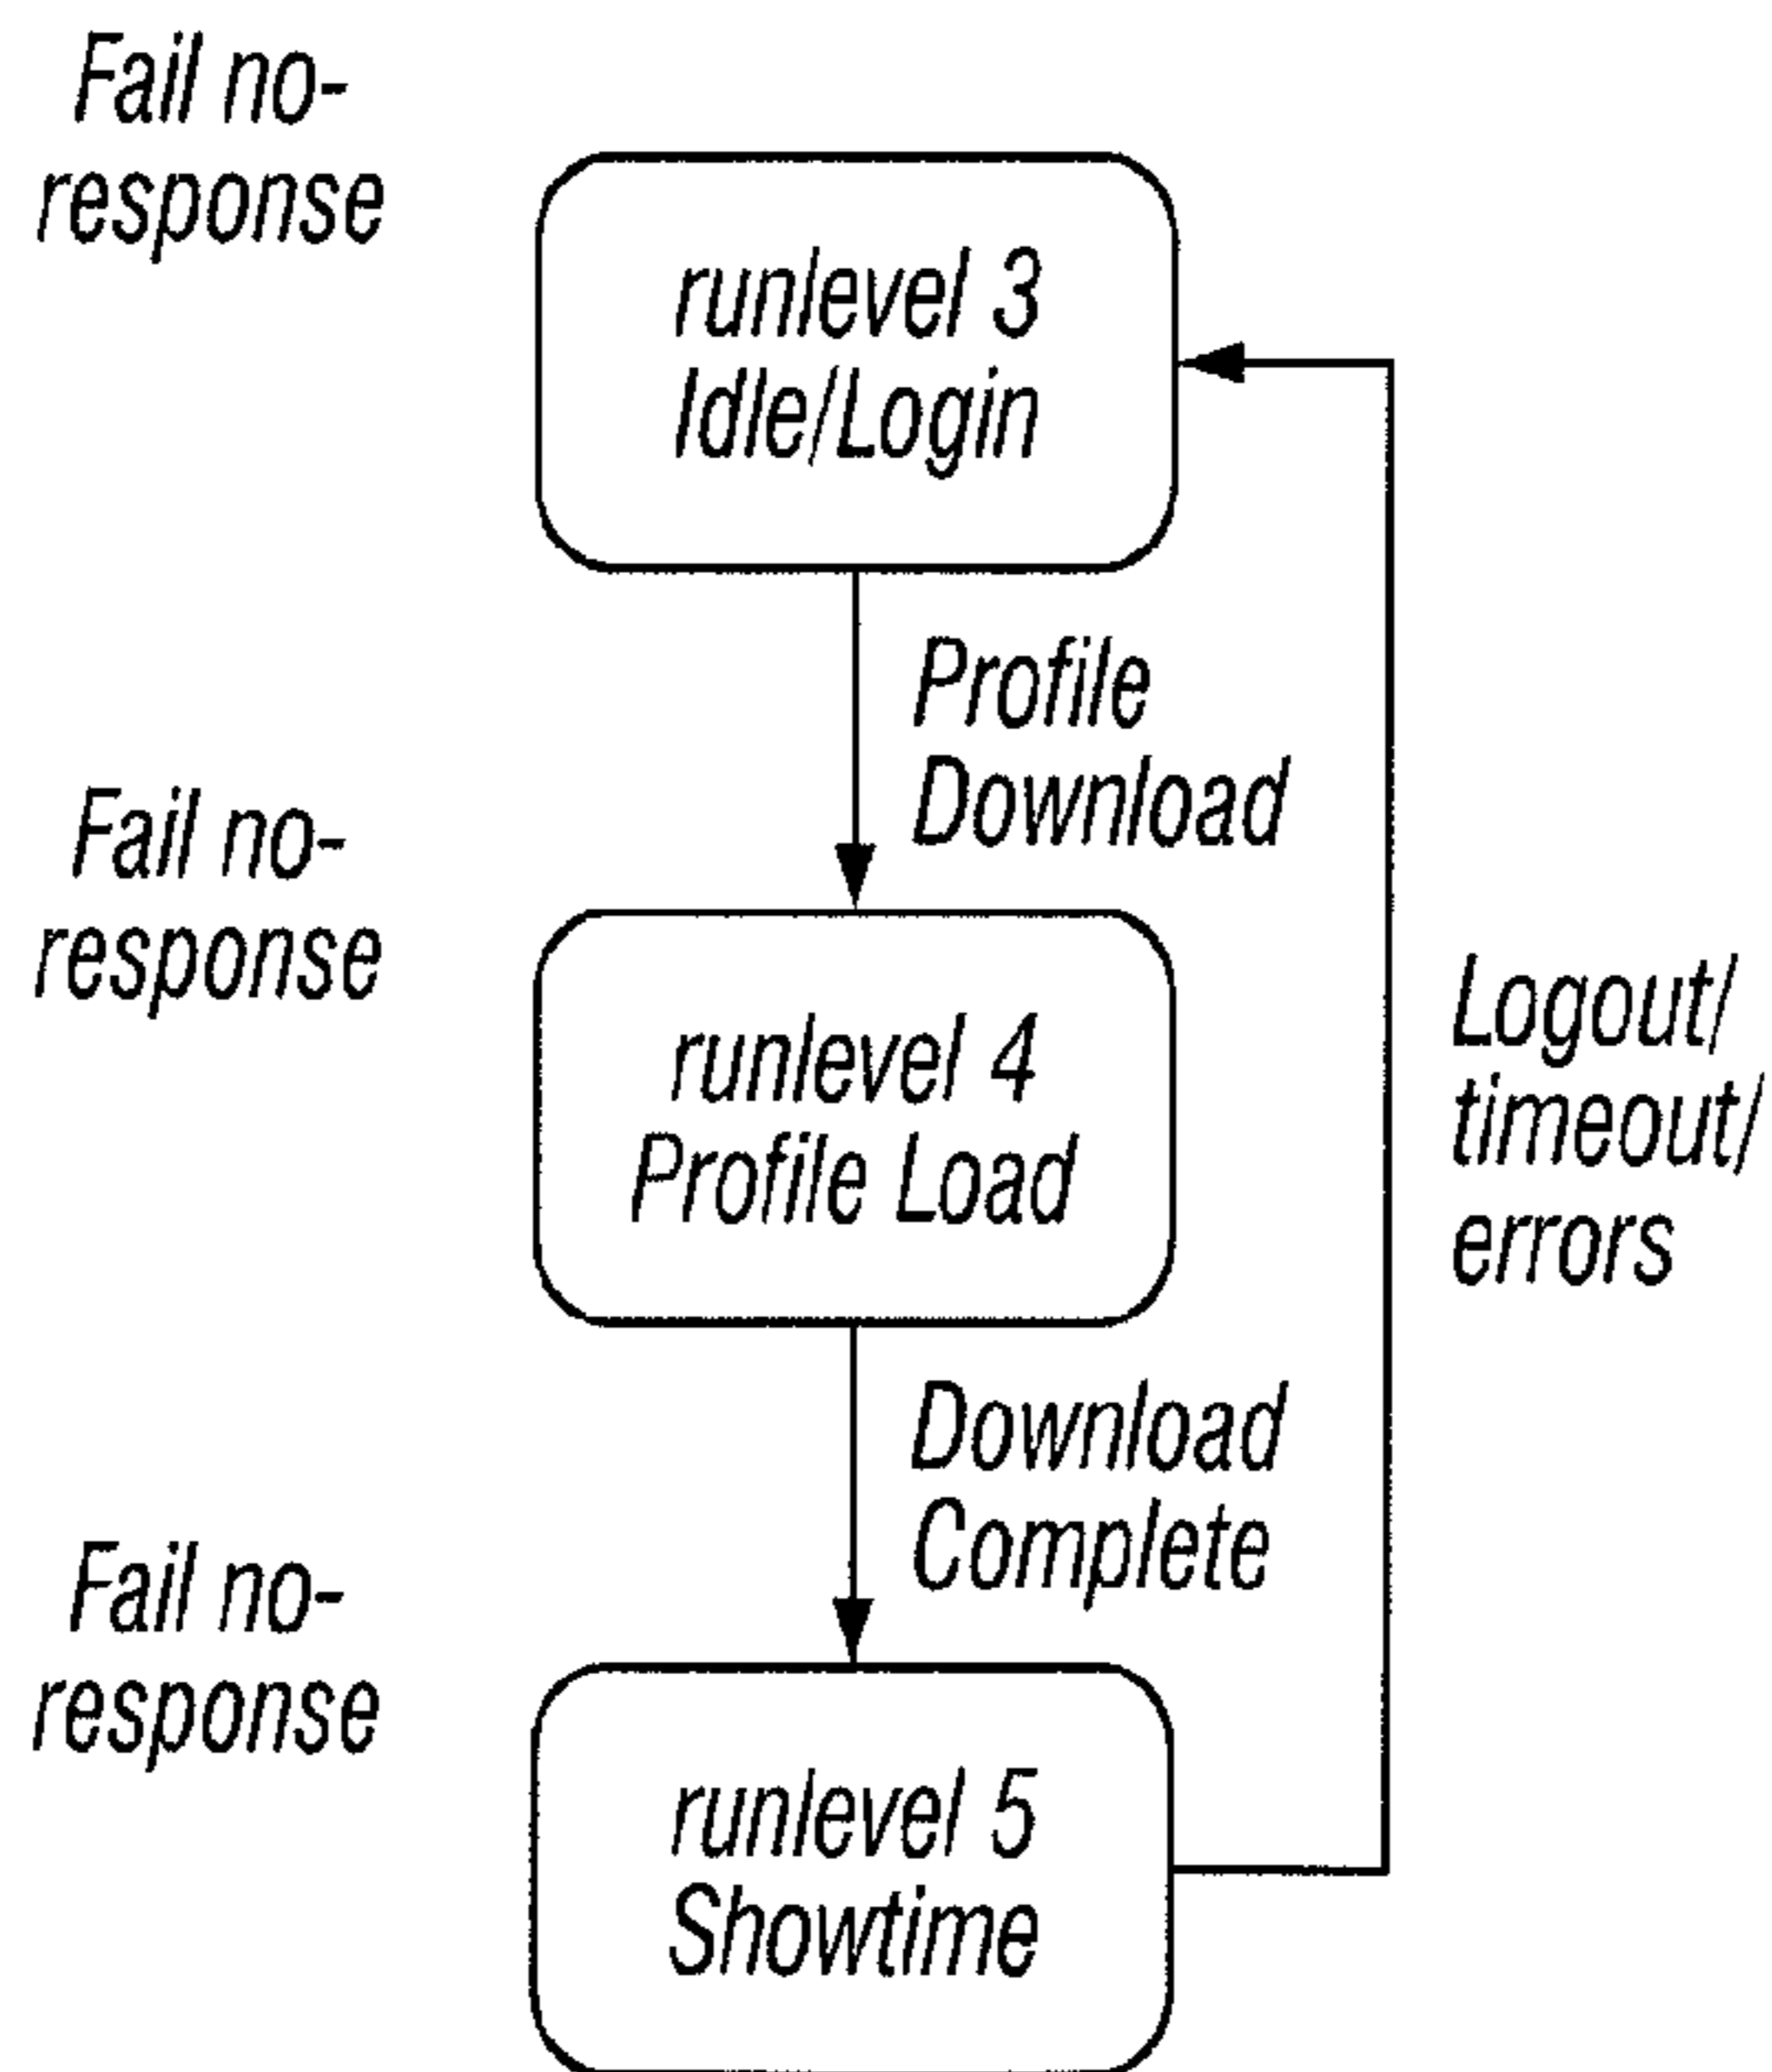 Fail no-
response
runlevel 3
Idle/Login
Profile
Download
Fail no-
response
runlevel 4
Profile Load
Logout/
timeout/
errors
Download
Complete
Fail no-
response
runlevel 5
Showtime